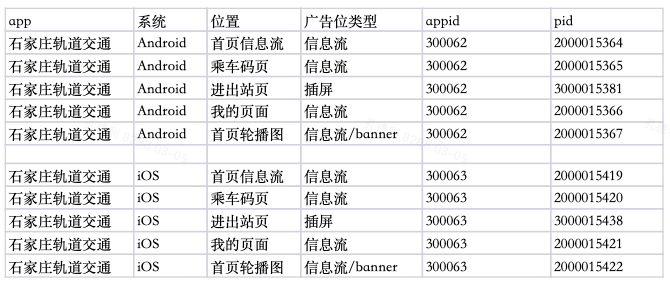 app 系统 位置 广告位类型 appid pid
石家庄轨道交通 Android 首页信息流 信息流 300062 2000015364
石家庄轨道交通 Android 乘车码页 信息流 300062 2000015365
石家庄轨道交通 Android 进出站页 插屏 300062 3000015381
石家庄轨道交通 Android 我的页面 信息流 300062 2000015366
石家庄轨道交通 Android 首页轮播图 信息流/banner 300062 2000015367
石家庄轨道交通 iOS 首页信息流 信息流 300063 2000015419
石家庄轨道交通 iOS 乘车码页 信息流 300063 2000015420
石家庄轨道交通 iOS 进出站页 插屏 300063 3000015438
石家庄轨道交通 iOS 我的页面 信息流 300063 2000015421
石家庄轨道交通 iOS 首页轮播图 信息流/banner 300063 2000015422